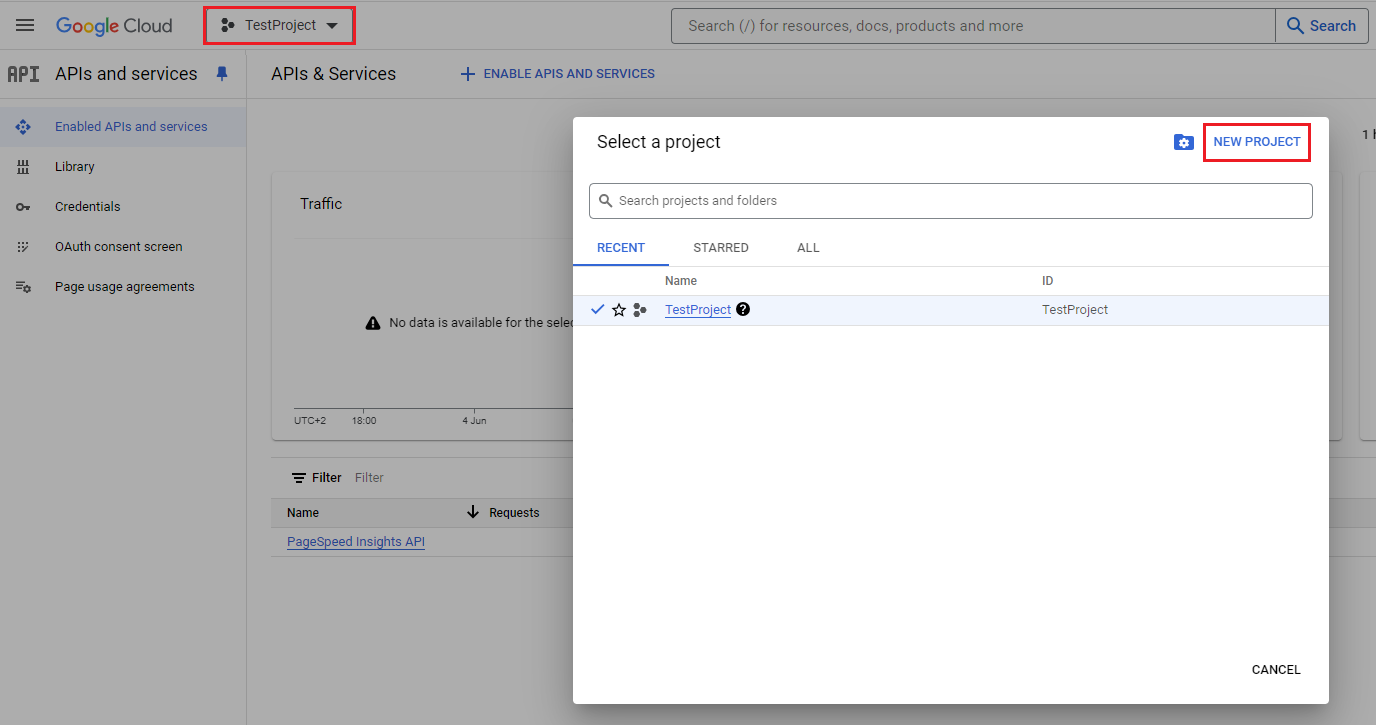 Google Cloud
TestProject
Search (/) for resources, docs, products and more
Search
API
APIs and services
APIs & Services
ENABLE APIS AND SERVICES
Enabled APIs and services
Library
Credentials
OAuth consent screen
Page usage agreements
Traffic
No data is available for the selec
UTC+2
18:00
4 Jun
Filter Filter
Name
Requests
PageSpeed Insights API
1 h
Select a project
NEW PROJECT
Search projects and folders
RECENT
STARRED
ALL
Name
ID
TestProject ?
TestProject
CANCEL